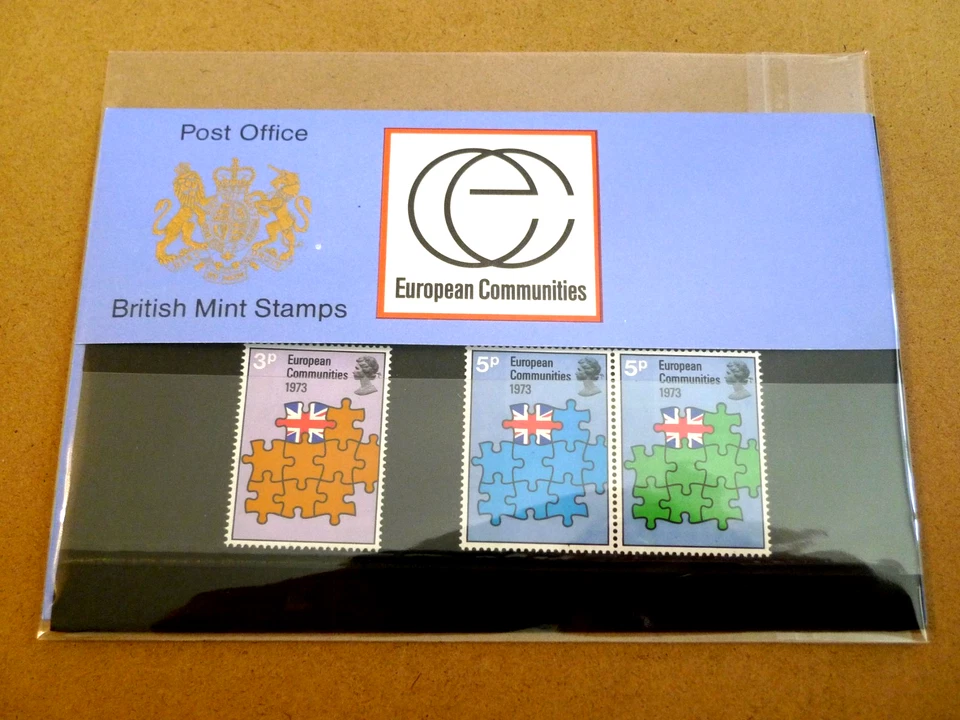 Post Office
British Mint Stamps
ce
European Communities
3P
European
Communities
1973
5P
European
Communities
1973
5P
European
Communities
1973